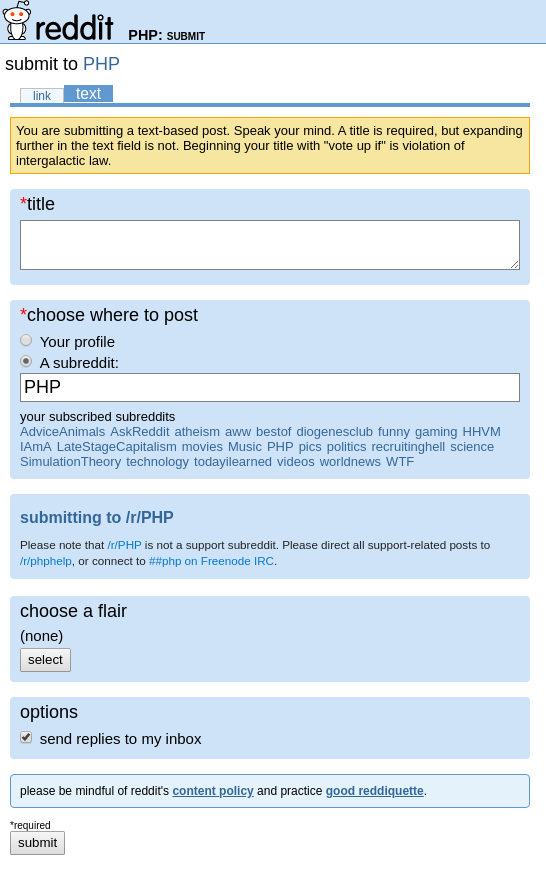 reddit PHP: SUBMIT
submit to PHP
link text
You are submitting a text-based post. Speak your mind. A title is required, but expanding
further in the text field is not. Beginning your title with "vote up if" is violation of
intergalactic law.
*title
*choose where to post
Your profile
A subreddit:
PHP
your subscribed subreddits
AdviceAnimals AskReddit atheism aww bestof diogenesclub funny gaming HHVM
IAmA LateStageCapitalism movies Music PHP pics politics recruitinghell science
SimulationTheory technology todayilearned videos worldnews WTF
submitting to /r/PHP
Please note that /r/PHP is not a support subreddit. Please direct all support-related posts to
/r/phphelp, or connect to ##php on Freenode IRC.
choose a flair
(none)
select
options
send replies to my inbox
please be mindful of reddit's content policy and practice good reddiquette.
*required
submit